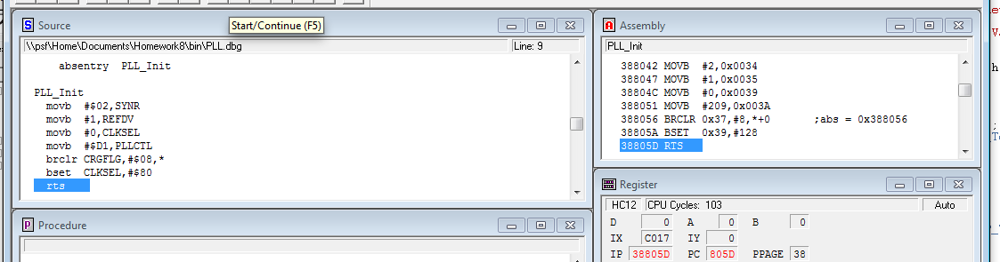 Source
Start/Continue (F5)
\\psf\Home\Documents\Homework8\bin\PLL.dbg
Line: 9
absentry PLL_Init
PLL_Init
movb #$02,SYNR
movb #1,REFDV
movb #0,CLKSEL
movb #$D1,PLLCTL
brclr CRGFLG,#$08,*
bset CLKSEL,#$80
rts
Procedure
Assembly
PLL_Init
388042 MOVB #2,0x0034
388047 MOVB #1,0x0035
38804C MOVB #0,0x0039
388051 MOVB #209,0x003A
388056 BRCLR 0x37,#8,*+0 ;abs = 0x388056
38805A BSET 0x39,#128
38805D RTS
Register
HC12 CPU Cycles: 103 Auto
D 0 A 0 B 0
IX C017 IY 0
IP 38805D PC 805D PPAGE 38